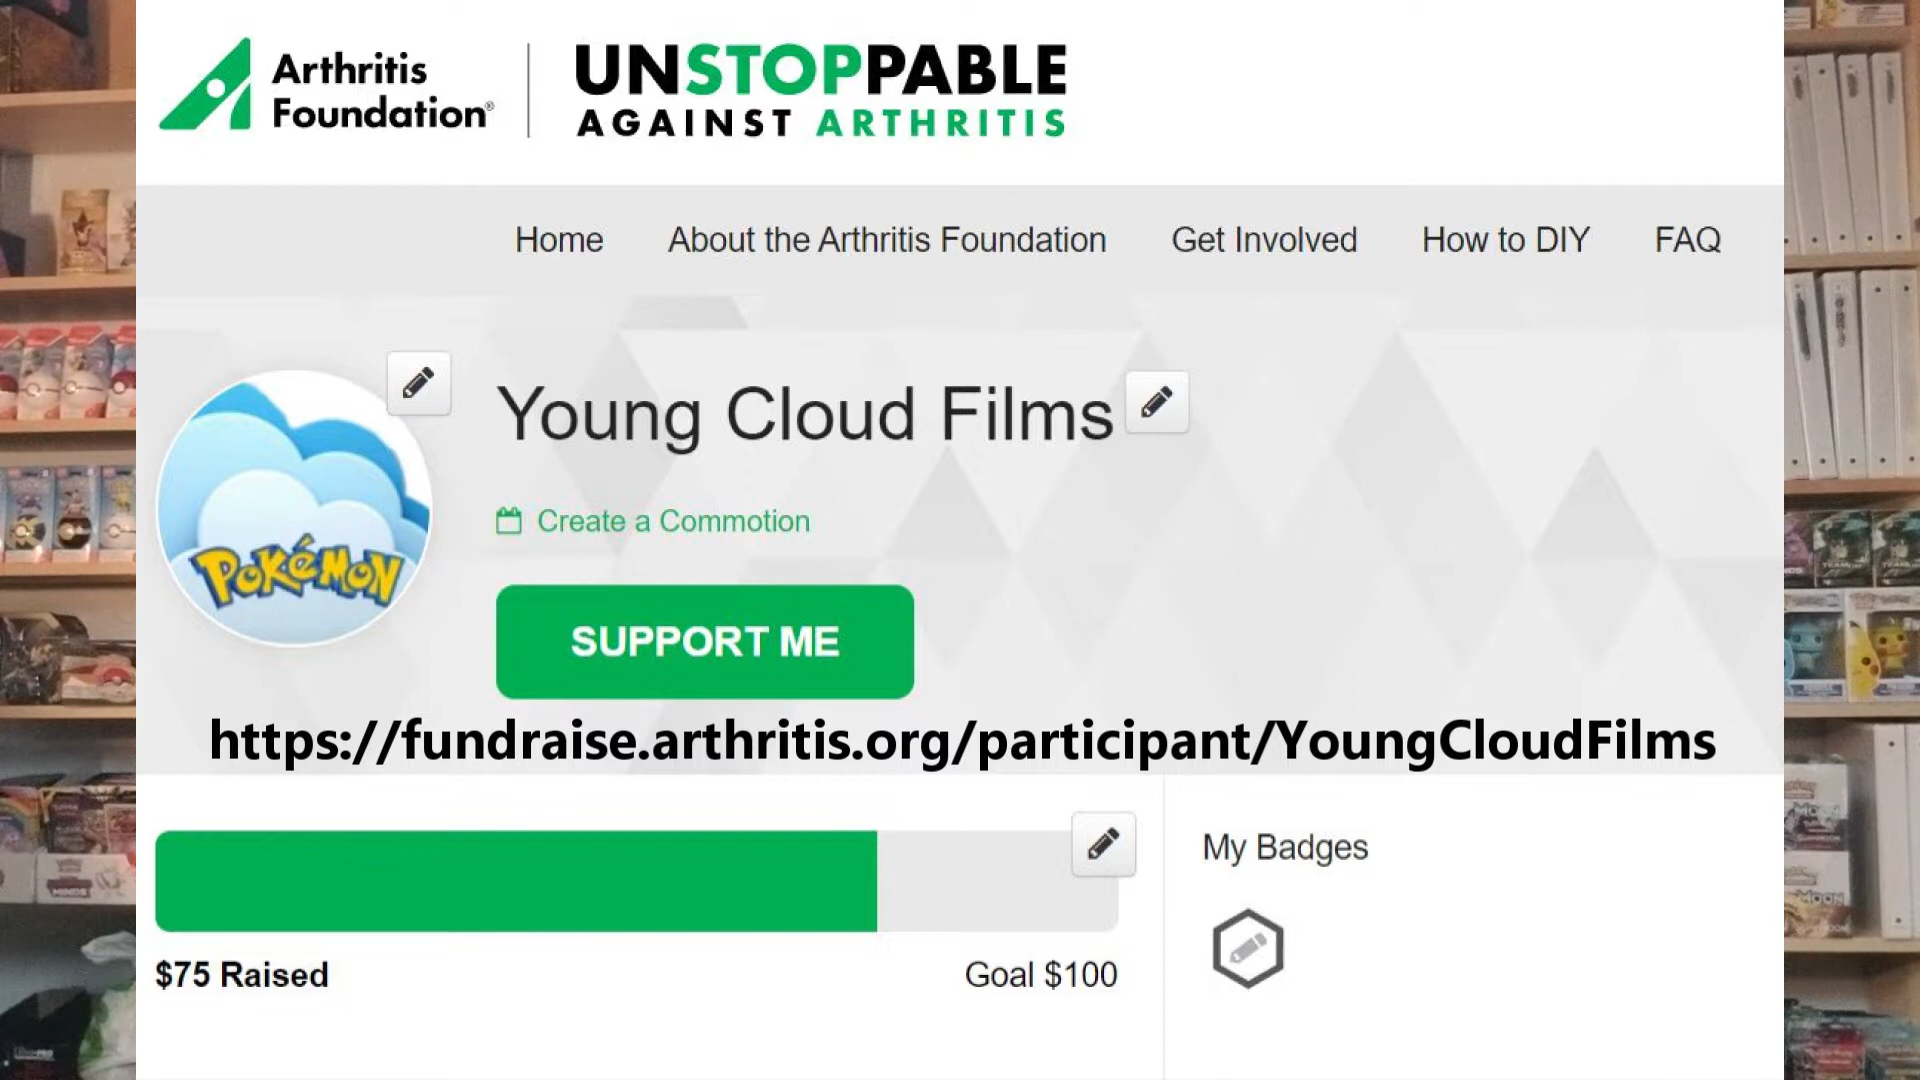 Arthritis
Foundation®
UNSTOPPABLE
AGAINST ARTHRITIS
Home About the Arthritis Foundation Get Involved How to DIY FAQ
Young Cloud Films
POKéMON
Create a Commotion
SUPPORT ME
https://fundraise.arthritis.org/participant/YoungCloudFilms
My Badges
$75 Raised Goal $100